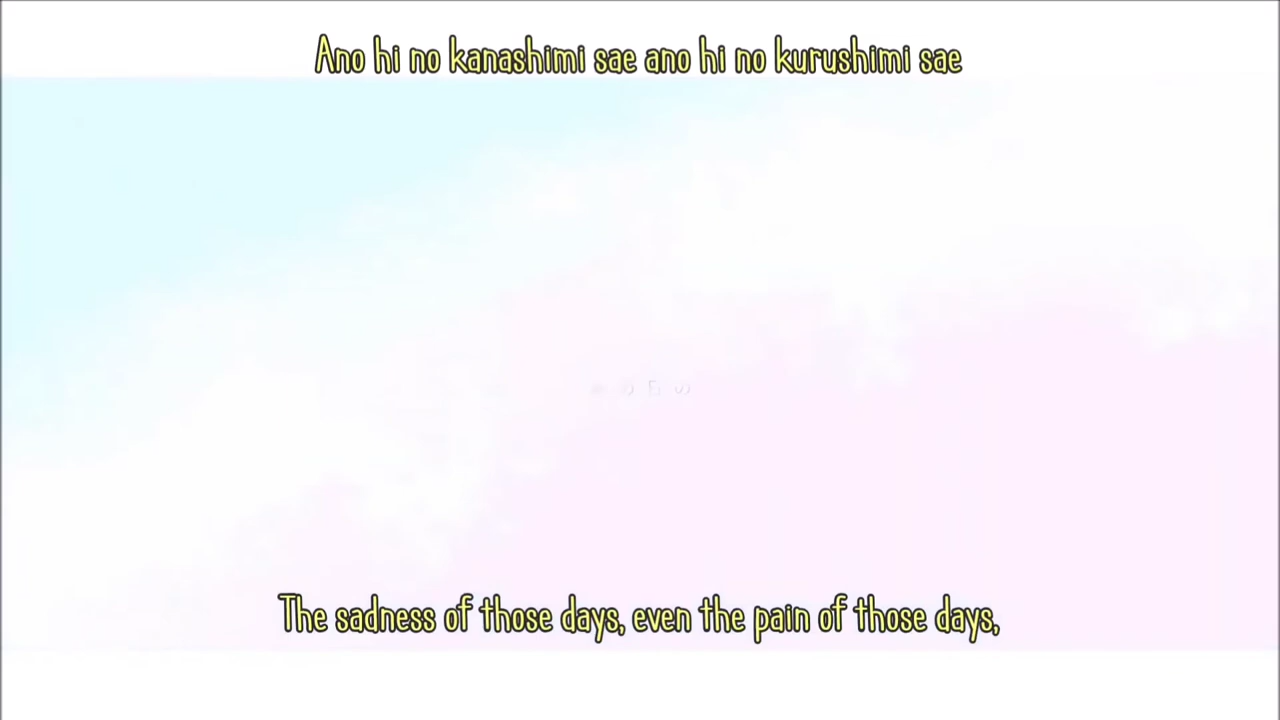 Ano hi no kanashimi sae ano hi no kurushimi sae
The sadness of those days, even the pain of those days,